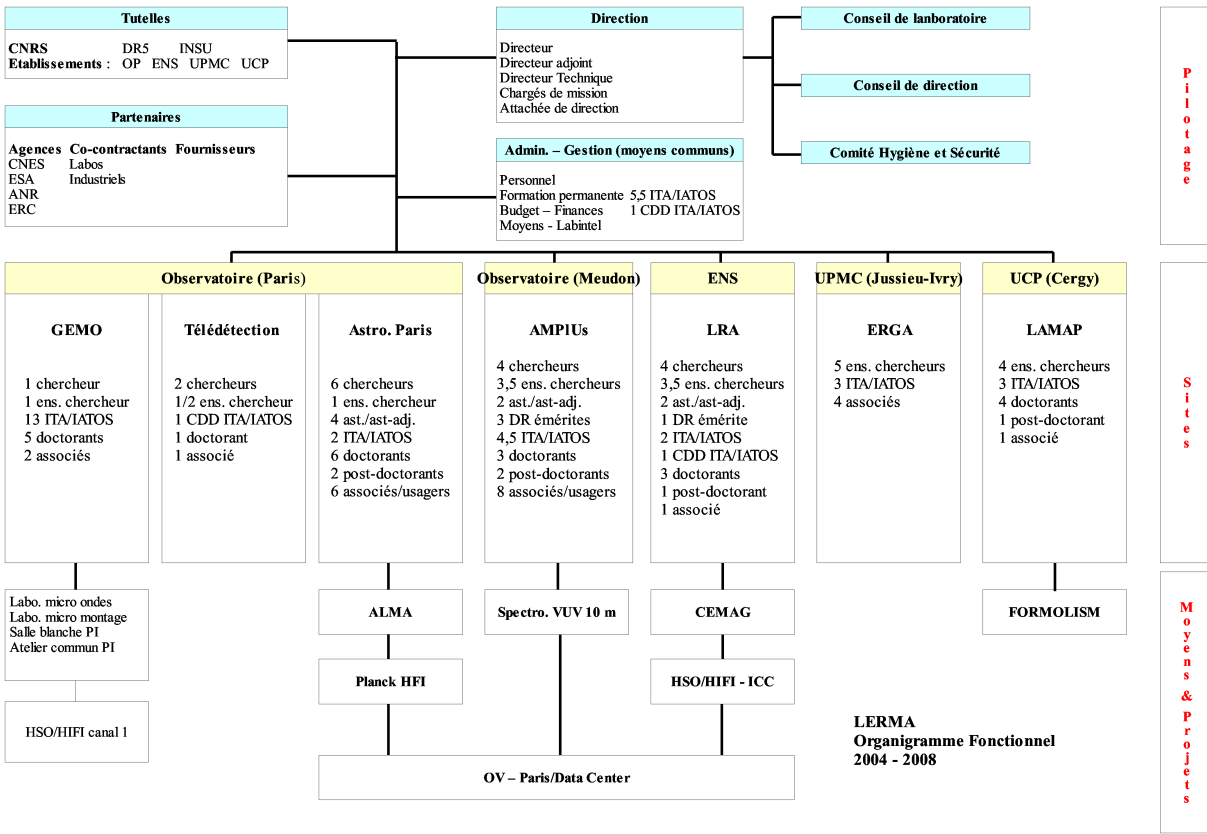 Tutelles
CNRS DR5 INSU
Etablissements : OP ENS UPMC UCP
Partenaires
Agences Co-contractants Fournisseurs
CNES Labos
ESA Industriels
ANR
ERC
Direction
Directeur
Directeur adjoint
Directeur Technique
Chargés de mission
Attachée de direction
Admin. – Gestion (moyens communs)
Personnel
Formation permanente 5,5 ITA/IATOS
Budget – Finances 1 CDD ITA/IATOS
Moyens - Labintel
Conseil de lanboratoire
Conseil de direction
Comité Hygiène et Sécurité
Pilotage
Observatoire (Paris)
GEMO
1 chercheur
1 ens. chercheur
13 ITA/IATOS
5 doctorants
2 associés
Télédétection
2 chercheurs
1/2 ens. chercheur
1 CDD ITA/IATOS
1 doctorant
1 associé
Astro. Paris
6 chercheurs
1 ens. chercheur
4 ast./ast-adj.
2 ITA/IATOS
6 doctorants
2 post-doctorants
6 associés/usagers
Observatoire (Meudon)
AMPlUs
4 chercheurs
3,5 ens. chercheurs
2 ast./ast-adj.
3 DR émérites
4,5 ITA/IATOS
3 doctorants
2 post-doctorants
8 associés/usagers
ENS
LRA
4 chercheurs
3,5 ens. chercheurs
2 ast./ast-adj.
1 DR émérite
2 ITA/IATOS
1 CDD ITA/IATOS
3 doctorants
1 post-doctorant
1 associé
UPMC (Jussieu-Ivry)
ERGA
5 ens. chercheurs
3 ITA/IATOS
4 associés
UCP (Cergy)
LAMAP
4 ens. chercheurs
3 ITA/IATOS
4 doctorants
1 post-doctorant
1 associé
Sites
Labo. micro ondes
Labo. micro montage
Salle blanche PI
Atelier commun PI
HSO/HIFI canal 1
ALMA
Planck HFI
Spectro. VUV 10 m
CEMAG
HSO/HIFI - ICC
FORMOLISM
OV – Paris/Data Center
LERMA
Organigramme Fonctionnel
2004 - 2008
Moyens & Projets